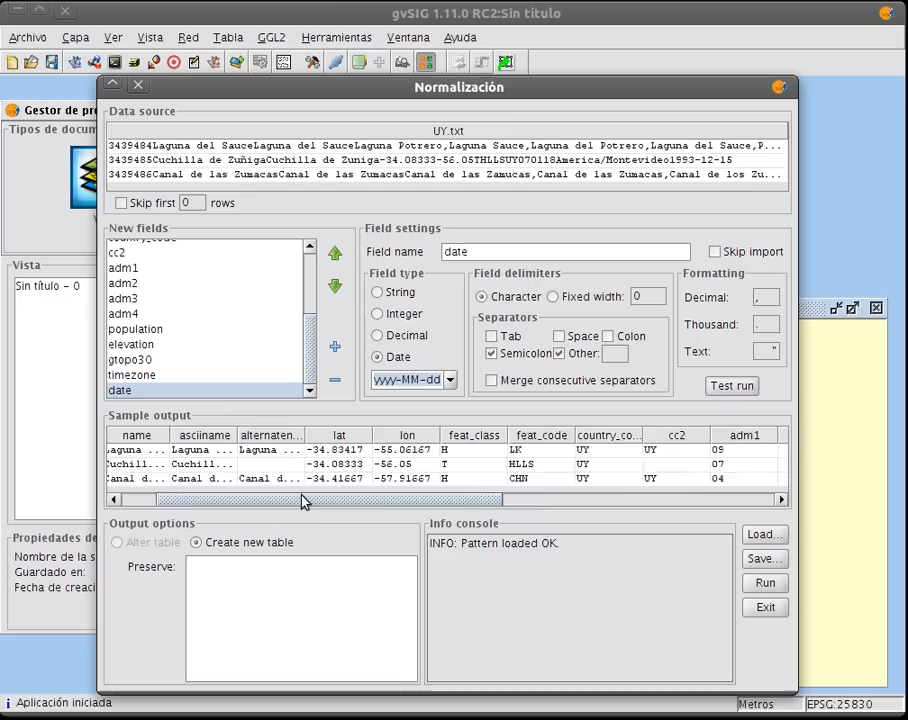 gvSIG 1.11.0 RC2:Sin título
Archivo Capa Ver Vista Red Tabla GGL2 Herramientas Ventana Ayuda
Gestor de pr
Tipos de docum
Vista
Sin título - 0
Propiedades d
Nombre de la s
Guardado en:
Fecha de creaci
Normalización
Data source
UY.txt
3439484Laguna del SauceLaguna del SauceLaguna Potrero,Laguna Sauce,Laguna del Potrero,Laguna del Sauce,P...
3439485Cuchilla de ZuñigaCuchilla de Zuniga-34.08333-56.05THLLSUY070118America/Montevideo1993-12-15
3439486Canal de las ZumacasCanal de las ZumacasCanal de las Zamucas,Canal de las Zumacas,Canal de los Zu...
Skip first 0 rows
New fields
country_code
cc2
adm1
adm2
adm3
adm4
population
elevation
gtopo30
timezone
date
Field settings
Field name date Skip import
Field type
String
Integer
Decimal
Date
yyyy-MM-dd
Field delimiters
Character Fixed width: 0
Separators
Tab Space Colon
Semicolon Other:
Merge consecutive separators
Formatting
Decimal: ,
Thousand: .
Text: "
Test run
Sample output
name asciiname alternaten... lat lon feat_class feat_code country_co... cc2 adm1
Laguna ... Laguna ... Laguna ... -34.83417 -55.06167 H LK UY UY 09
Cuchill... Cuchill... -34.08333 -56.05 T HLLS UY 07
Canal d... Canal d... Canal d... -34.41667 -57.91667 H CHN UY UY 04
Output options
Alter table Create new table
Preserve:
Info console
INFO: Pattern loaded OK.
Load...
Save...
Run
Exit
Aplicación iniciada
Metros EPSG:25830